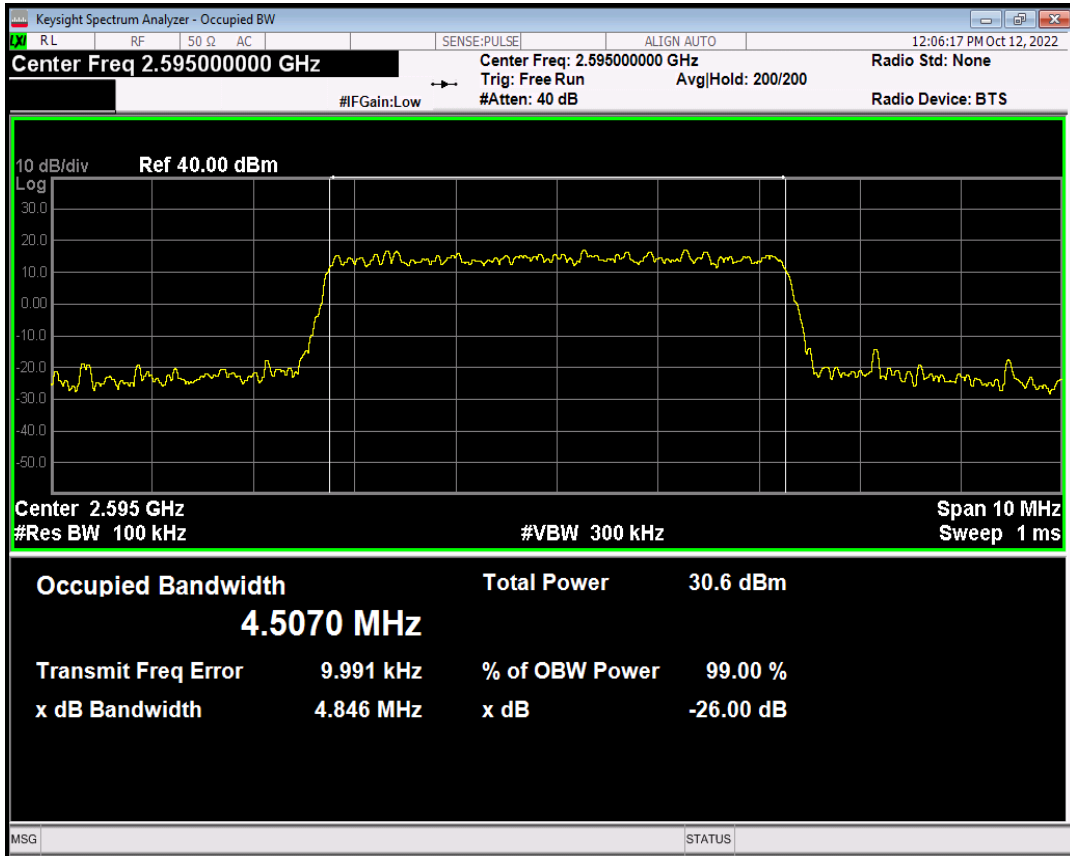 Keysight Spectrum Analyzer - Occupied BW
LXI RL RF 50 Ω AC SENSE:PULSE ALIGN AUTO 12:06:17 PM Oct 12, 2022
Center Freq 2.595000000 GHz Center Freq: 2.595000000 GHz Radio Std: None
Trig: Free Run Avg|Hold: 200/200
#IFGain:Low #Atten: 40 dB Radio Device: BTS
10 dB/div Ref 40.00 dBm
Log
30.0
20.0
10.0
0.00
-10.0
-20.0
-30.0
-40.0
-50.0
Center 2.595 GHz Span 10 MHz
#Res BW 100 kHz #VBW 300 kHz Sweep 1 ms
Occupied Bandwidth Total Power 30.6 dBm
4.5070 MHz
Transmit Freq Error 9.991 kHz % of OBW Power 99.00 %
x dB Bandwidth 4.846 MHz x dB -26.00 dB
MSG STATUS